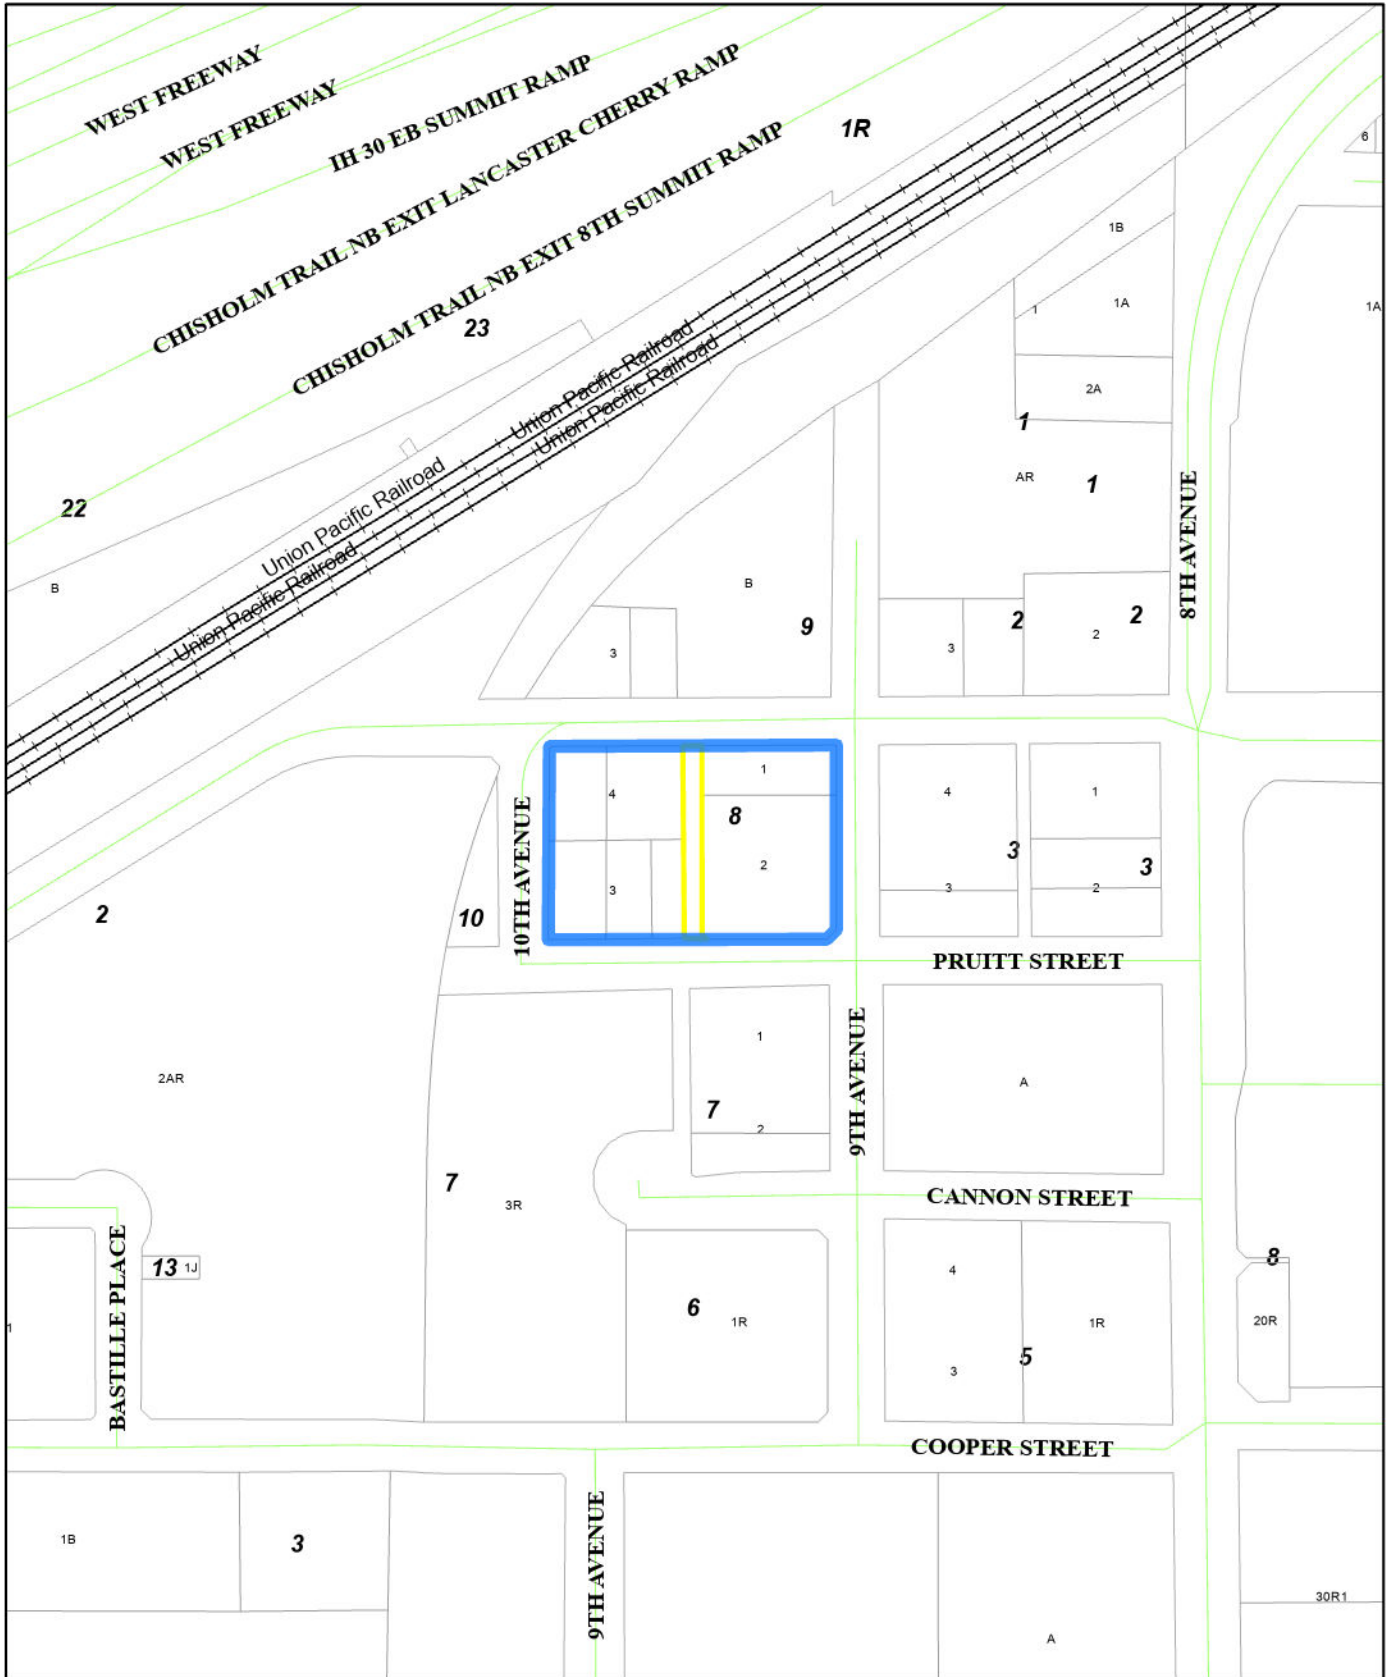 WEST FREEWAY
WEST FREEWAY
IH 30 EB SUMMIT RAMP
CHISHOLM TRAIL NB EXIT LANCASTER CHERRY RAMP
CHISHOLM TRAIL NB EXIT 8TH SUMMIT RAMP
1R
6
1B
1A
1
1A
23
Union Pacific Railroad
Union Pacific Railroad
2A
1
AR
1
22
Union Pacific Railroad
Union Pacific Railroad
8TH AVENUE
B
B
9
3
3
2
2
2
4
1
8
2
3
10TH AVENUE
10
2
4
1
3
3
3
2
PRUITT STREET
2AR
1
7
2
9TH AVENUE
A
7
3R
CANNON STREET
BASTILLE PLACE
13
1J
1
6
1R
4
1R
5
3
8
20R
COOPER STREET
1B
3
9TH AVENUE
A
30R1